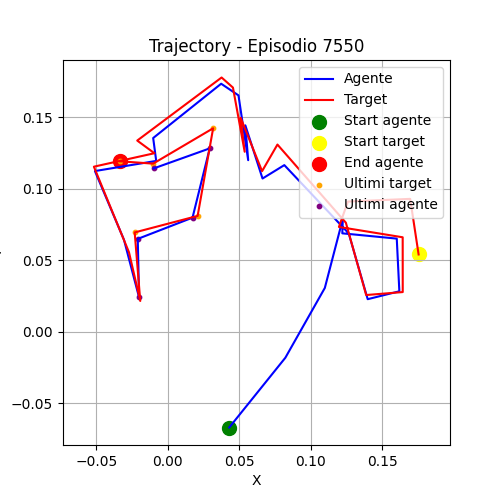 Trajectory - Episodio 7550
Agente
Target
Start agente
Start target
End agente
Ultimi target
Ultimi agente
0.15
0.10
0.05
0.00
−0.05
−0.05
0.00
0.05
0.10
0.15
X